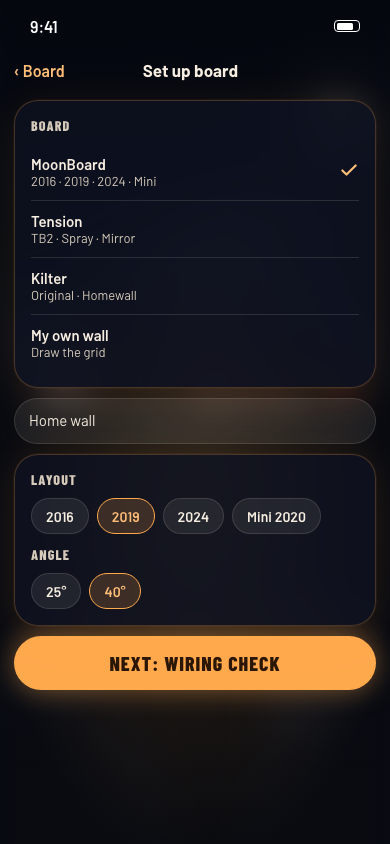 9:41
‹ Board
Set up board
BOARD
MoonBoard
2016 · 2019 · 2024 · Mini
Tension
TB2 · Spray · Mirror
Kilter
Original · Homewall
My own wall
Draw the grid
Home wall
LAYOUT
2016 2019 2024 Mini 2020
ANGLE
25° 40°
NEXT: WIRING CHECK